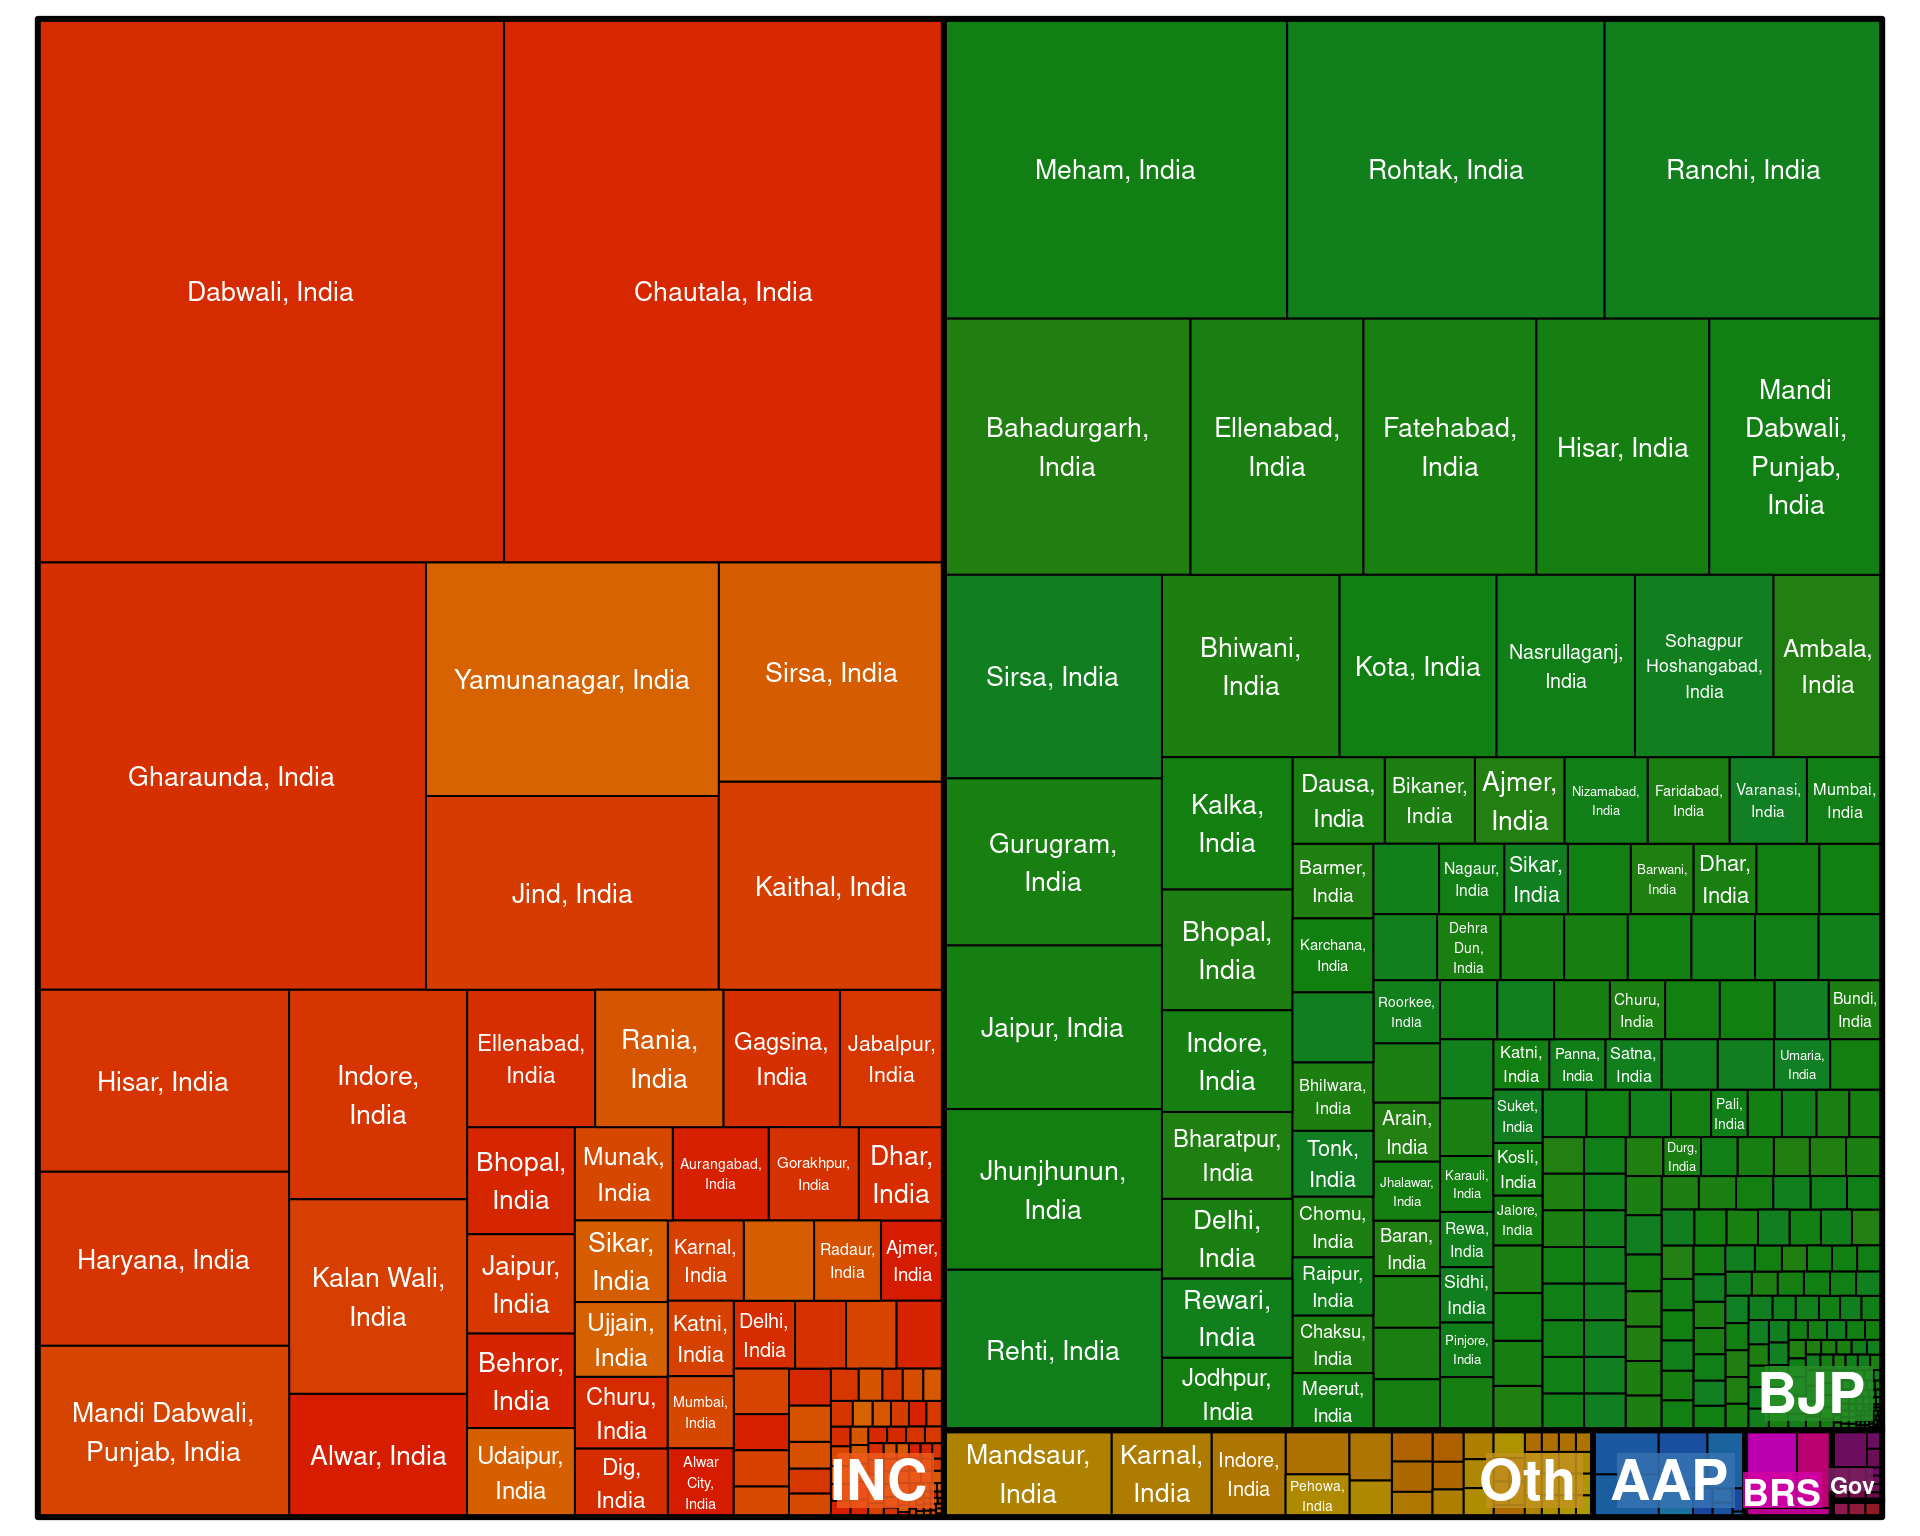 Dabwali, India
Chautala, India
Gharaunda, India
Yamunanagar, India
Sirsa, India
Jind, India
Kaithal, India
Hisar, India
Haryana, India
Mandi Dabwali,
Punjab, India
Indore,
India
Kalan Wali,
India
Alwar, India
Ellenabad,
India
Rania,
India
Gagsina,
India
Jabalpur,
India
Bhopal,
India
Jaipur,
India
Behror,
India
Udaipur,
India
Munak,
India
Aurangabad,
India
Gorakhpur,
India
Dhar,
India
Sikar,
India
Karnal,
India
Radaur,
India
Ajmer,
India
Ujjain,
India
Katni,
India
Delhi,
India
Churu,
India
Mumbai,
India
Dig,
India
Alwar
City,
India
INC
Meham, India
Rohtak, India
Ranchi, India
Bahadurgarh,
India
Ellenabad,
India
Fatehabad,
India
Hisar, India
Mandi
Dabwali,
Punjab,
India
Sirsa, India
Bhiwani,
India
Kota, India
Nasrullaganj,
India
Sohagpur
Hoshangabad,
India
Ambala,
India
Gurugram,
India
Jaipur, India
Jhunjhunun,
India
Rehti, India
Kalka,
India
Bhopal,
India
Indore,
India
Bharatpur,
India
Delhi,
India
Rewari,
India
Jodhpur,
India
Dausa,
India
Bikaner,
India
Ajmer,
India
Nizamabad,
India
Faridabad,
India
Varanasi,
India
Mumbai,
India
Barmer,
India
Nagaur,
India
Sikar,
India
Barwani,
India
Dhar,
India
Karchana,
India
Dehra
Dun,
India
Roorkee,
India
Churu,
India
Bundi,
India
Bhilwara,
India
Katni,
India
Panna,
India
Satna,
India
Umaria,
India
Arain,
India
Suket,
India
Pali,
India
Tonk,
India
Jhalawar,
India
Karauli,
India
Kosli,
India
Durg,
India
Chomu,
India
Baran,
India
Rewa,
India
Jalore,
India
Raipur,
India
Sidhi,
India
Chaksu,
India
Pinjore,
India
Meerut,
India
BJP
Mandsaur,
India
Karnal,
India
Indore,
India
Pehowa,
India
Oth
AAP
BRS
Gov